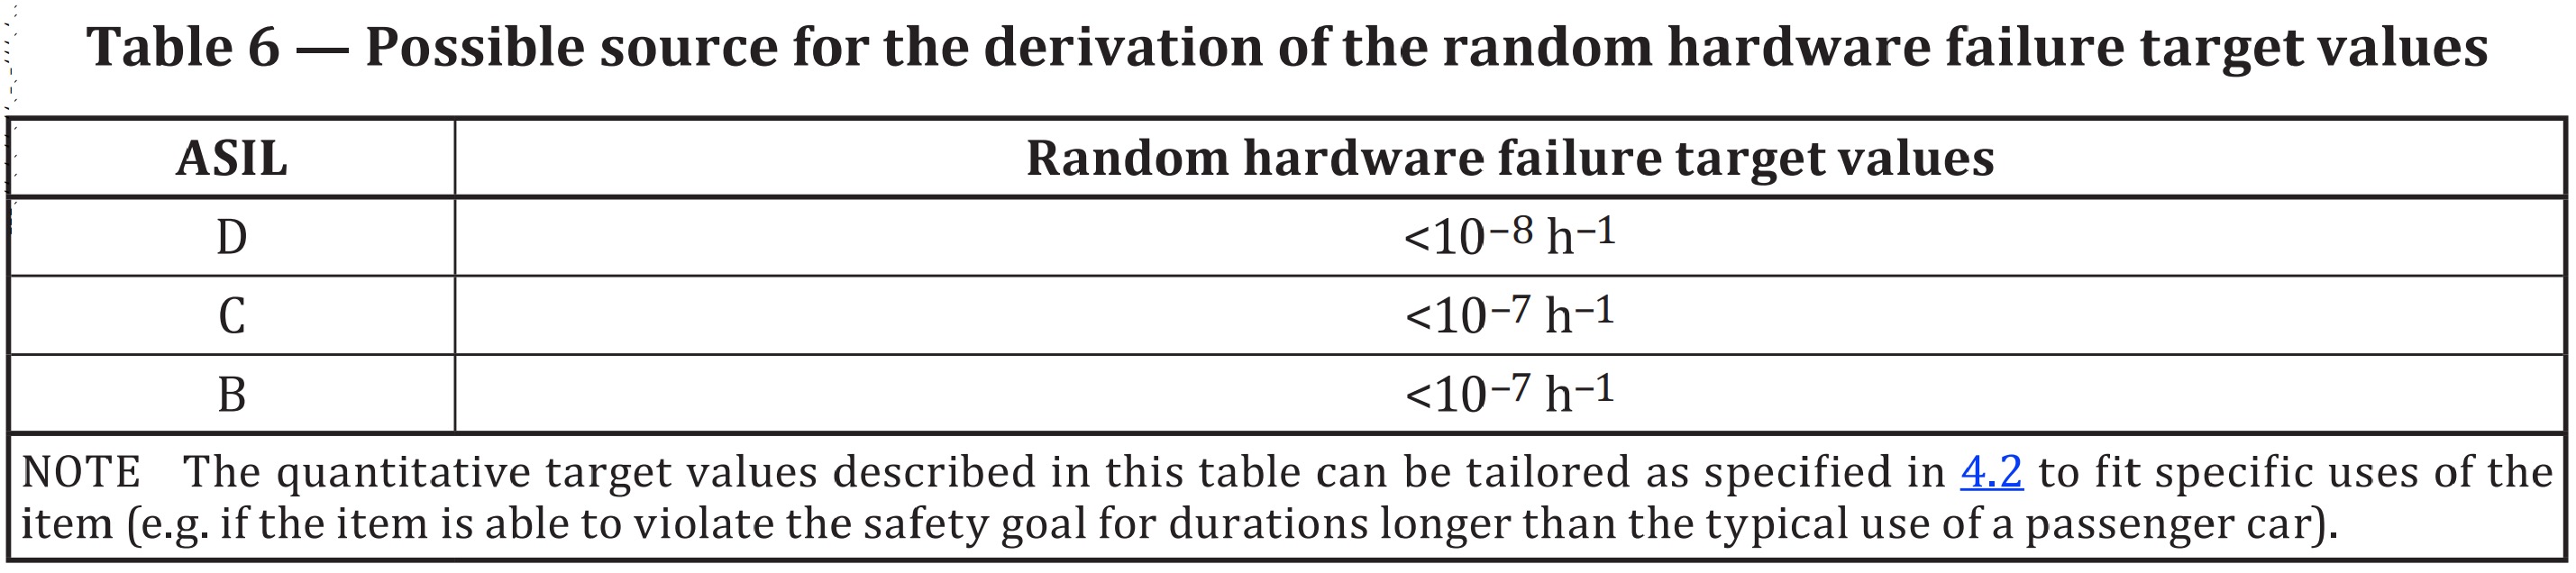 Table 6 — Possible source for the derivation of the random hardware failure target values
ASIL Random hardware failure target values
D <10⁻⁸ h⁻¹
C <10⁻⁷ h⁻¹
B <10⁻⁷ h⁻¹
NOTE The quantitative target values described in this table can be tailored as specified in 4.2 to fit specific uses of the
item (e.g. if the item is able to violate the safety goal for durations longer than the typical use of a passenger car).